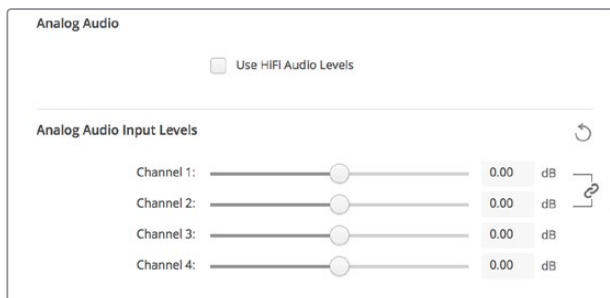 Analog Audio
Use HiFi Audio Levels
Analog Audio Input Levels
Channel 1: 0.00 dB
Channel 2: 0.00 dB
Channel 3: 0.00 dB
Channel 4: 0.00 dB